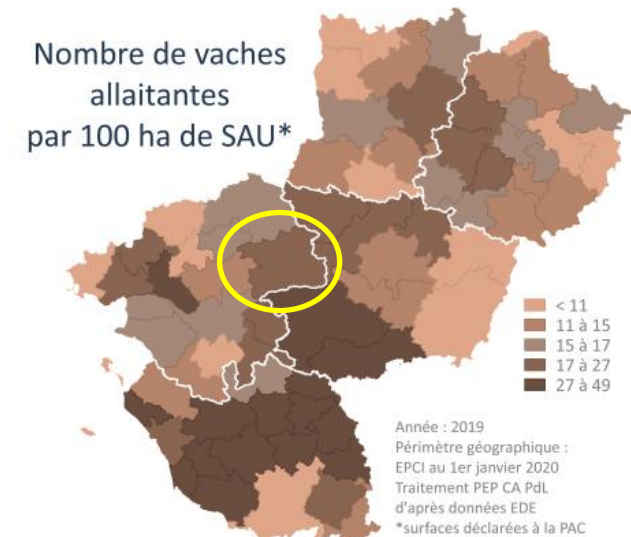 Nombre de vaches
allaitantes
par 100 ha de SAU*
< 11
11 à 15
15 à 17
17 à 27
27 à 49
Année : 2019
Périmètre géographique :
EPCI au 1er janvier 2020
Traitement PEP CA PdL
d'après données EDE
*surfaces déclarées à la PAC